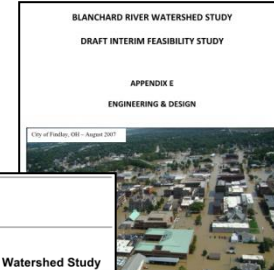 BLANCHARD RIVER WATERSHED STUDY
DRAFT INTERIM FEASIBILITY STUDY
APPENDIX E
ENGINEERING & DESIGN
City of Findlay, OH – August 2007
Watershed Study